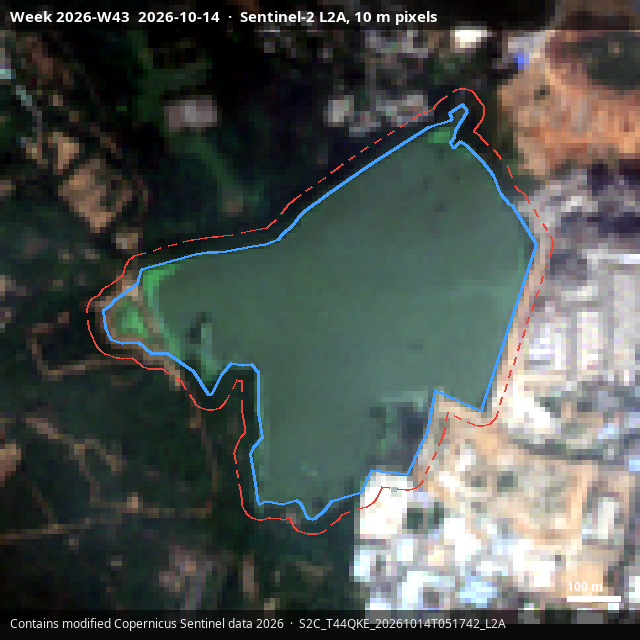 Week 2026-W43  2026-10-14  ·  Sentinel-2 L2A, 10 m pixels
100 m
Contains modified Copernicus Sentinel data 2026  ·  S2C_T44QKE_20261014T051742_L2A